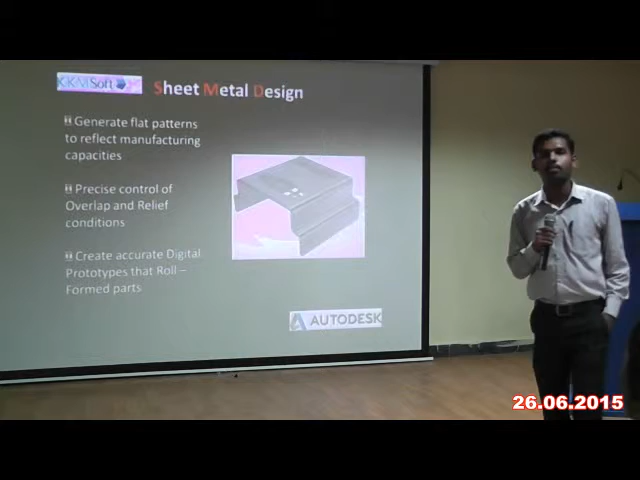 KKMSoft
Sheet Metal Design
Generate flat patterns
to reflect manufacturing
capacities
Precise control of
Overlap and Relief
conditions
Create accurate Digital
Prototypes that Roll –
Formed parts
AUTODESK
26.06.2015